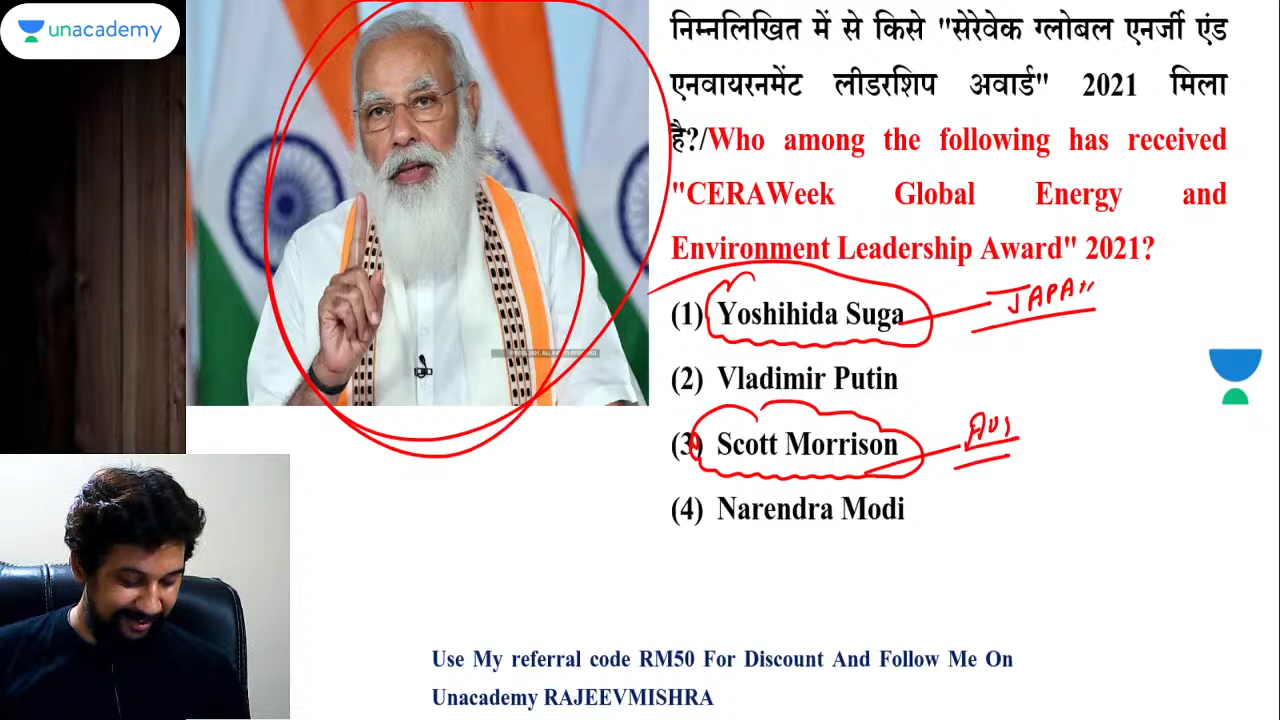 unacademy
निम्नलिखित में से किसे "सेरेवेक ग्लोबल एनर्जी एंड
एनवायरनमेंट लीडरशिप अवार्ड" 2021 मिला
है?/Who among the following has received
"CERAWeek Global Energy and
Environment Leadership Award" 2021?
(1) Yoshihida Suga
JAPAN
(2) Vladimir Putin
(3) Scott Morrison
AUS
(4) Narendra Modi
Use My referral code RM50 For Discount And Follow Me On
Unacademy RAJEEVMISHRA